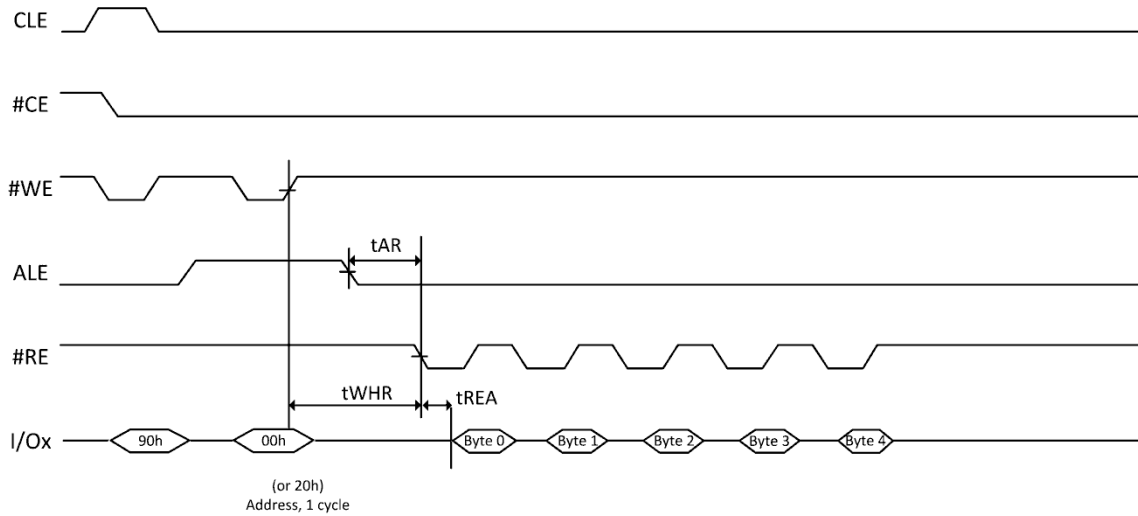 CLE
#CE
#WE
tAR
ALE
#RE
tWHR
tREA
I/Ox
90h
00h
Byte 0
Byte 1
Byte 2
Byte 3
Byte 4
(or 20h)
Address, 1 cycle